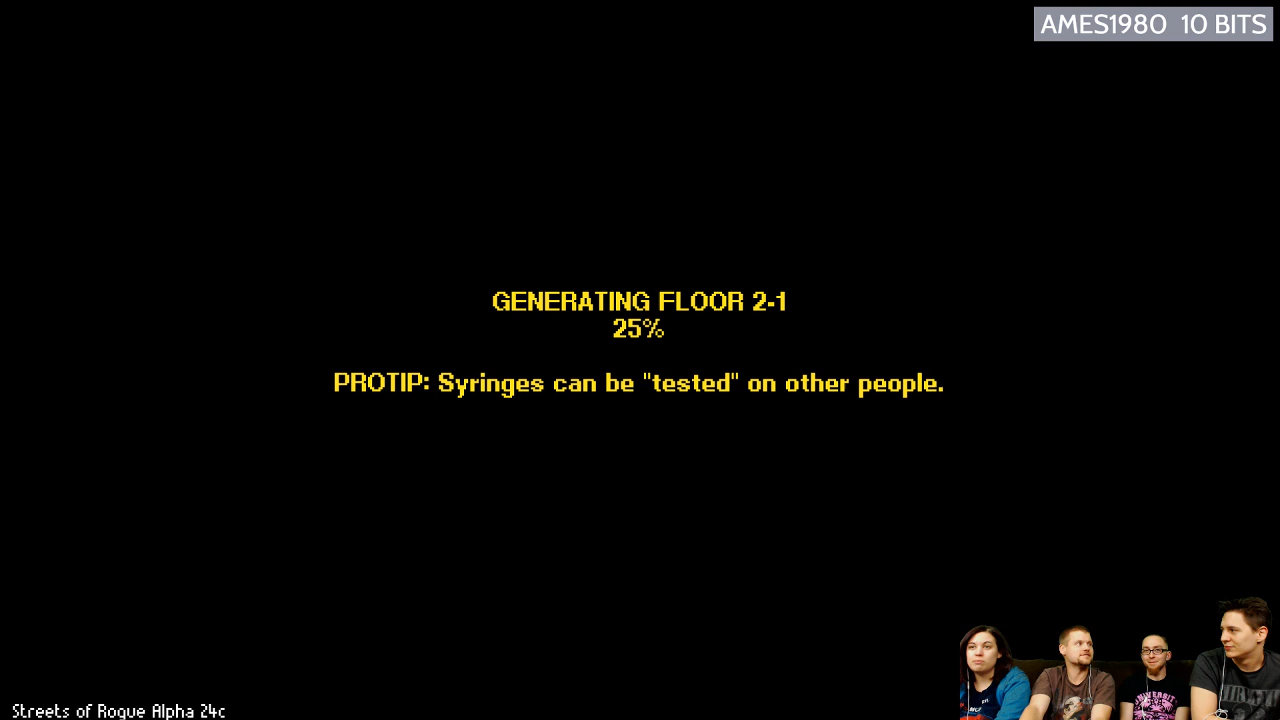 AMES1980 10 BITS
GENERATING FLOOR 2-1
25%
PROTIP: Syringes can be "tested" on other people.
Streets of Rogue Alpha 24c